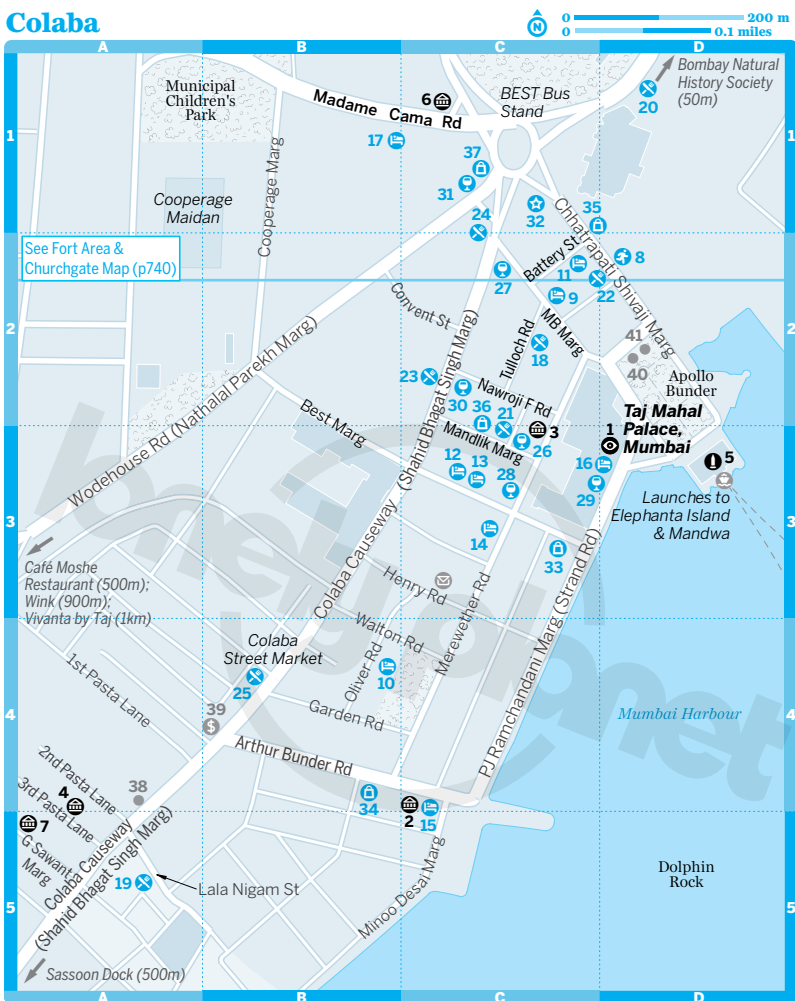 Colaba
N
0 200 m
0 0.1 miles
A B C D
Municipal
Children's
Park
Madame Cama Rd
6
BEST Bus
Stand
Bombay Natural
History Society
(50m)
20
1 1
17
37
31
Cooperage
Maidan
Cooperage Marg
24
32
35
Chhatrapati Shivaji Marg
See Fort Area &
Churchgate Map (p740)
Battery St
8
11
27
9
22
Convent St
2 2
MB Marg
Tulloch Rd
18
41
40
Apollo
Bunder
Wodehouse Rd (Nathalal Parekh Marg)
23
30
Nawroji F Rd
36
21
3
1
Taj Mahal
Palace,
Mumbai
Best Marg
Mandlik Marg
26
5
12
13
28
16
29
Launches to
Elephanta Island
& Mandwa
Colaba Causeway (Shahid Bhagat Singh Marg)
3 3
14
33
Café Moshe
Restaurant (500m);
Wink (900m);
Vivanta by Taj (1km)
Henry Rd
Walton Rd
Merewether Rd
PJ Ramchandani Marg (Strand Rd)
Colaba
Street Market
1st Pasta Lane
25
Oliver Rd
10
39
$
Garden Rd
4 4
Mumbai Harbour
Arthur Bunder Rd
2nd Pasta Lane
3rd Pasta Lane
38
4
34
2
15
7
G Sawant
Marg
Colaba Causeway
(Shahid Bhagat Singh Marg)
19
Lala Nigam St
Minoo Desai Marg
Dolphin
Rock
5 5
Sassoon Dock (500m)
A B C D
lonely planet